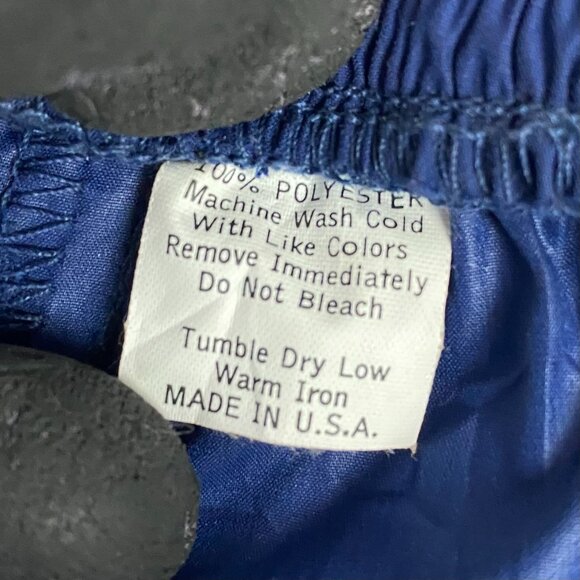 100% POLYESTER
Machine Wash Cold
With Like Colors
Remove Immediately
Do Not Bleach
Tumble Dry Low
Warm Iron
MADE IN U.S.A.